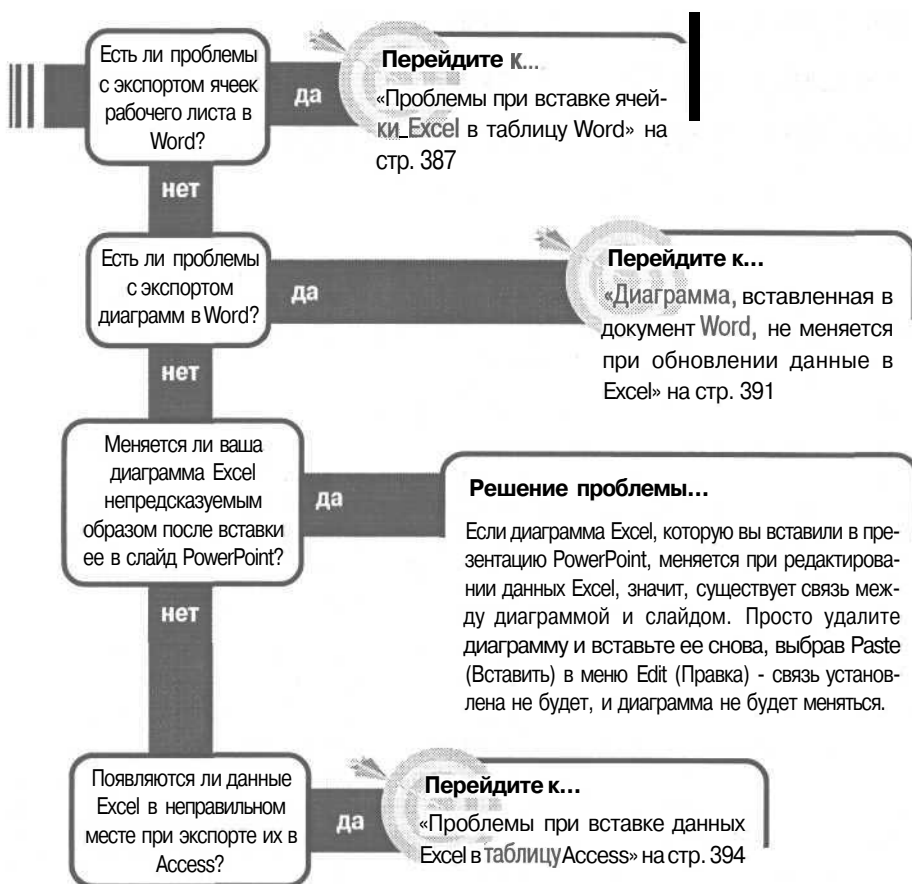 Есть ли проблемы
с экспортом ячеек
рабочего листа в
Word?
да
Перейдите к...
«Проблемы при вставке ячей-
ки Excel в таблицу Word» на
стр. 387
нет
Есть ли проблемы
с экспортом
диаграмм в Word?
да
Перейдите к...
«Диаграмма, вставленная в
документ Word, не меняется
при обновлении данные в
Excel» на стр. 391
нет
Меняется ли ваша
диаграмма Excel
непредсказуемым
образом после вставки
ее в слайд PowerPoint?
да
Решение проблемы...
Если диаграмма Excel, которую вы вставили в пре-
зентацию PowerPoint, меняется при редактирова-
нии данных Excel, значит, существует связь меж-
ду диаграммой и слайдом. Просто удалите
диаграмму и вставьте ее снова, выбрав Paste
(Вставить) в меню Edit (Правка) - связь установ-
лена не будет, и диаграмма не будет меняться.
нет
Появляются ли данные
Excel в неправильном
месте при экспорте их в
Access?
да
Перейдите к...
«Проблемы при вставке данных
Excel в таблицу Access» на стр. 394